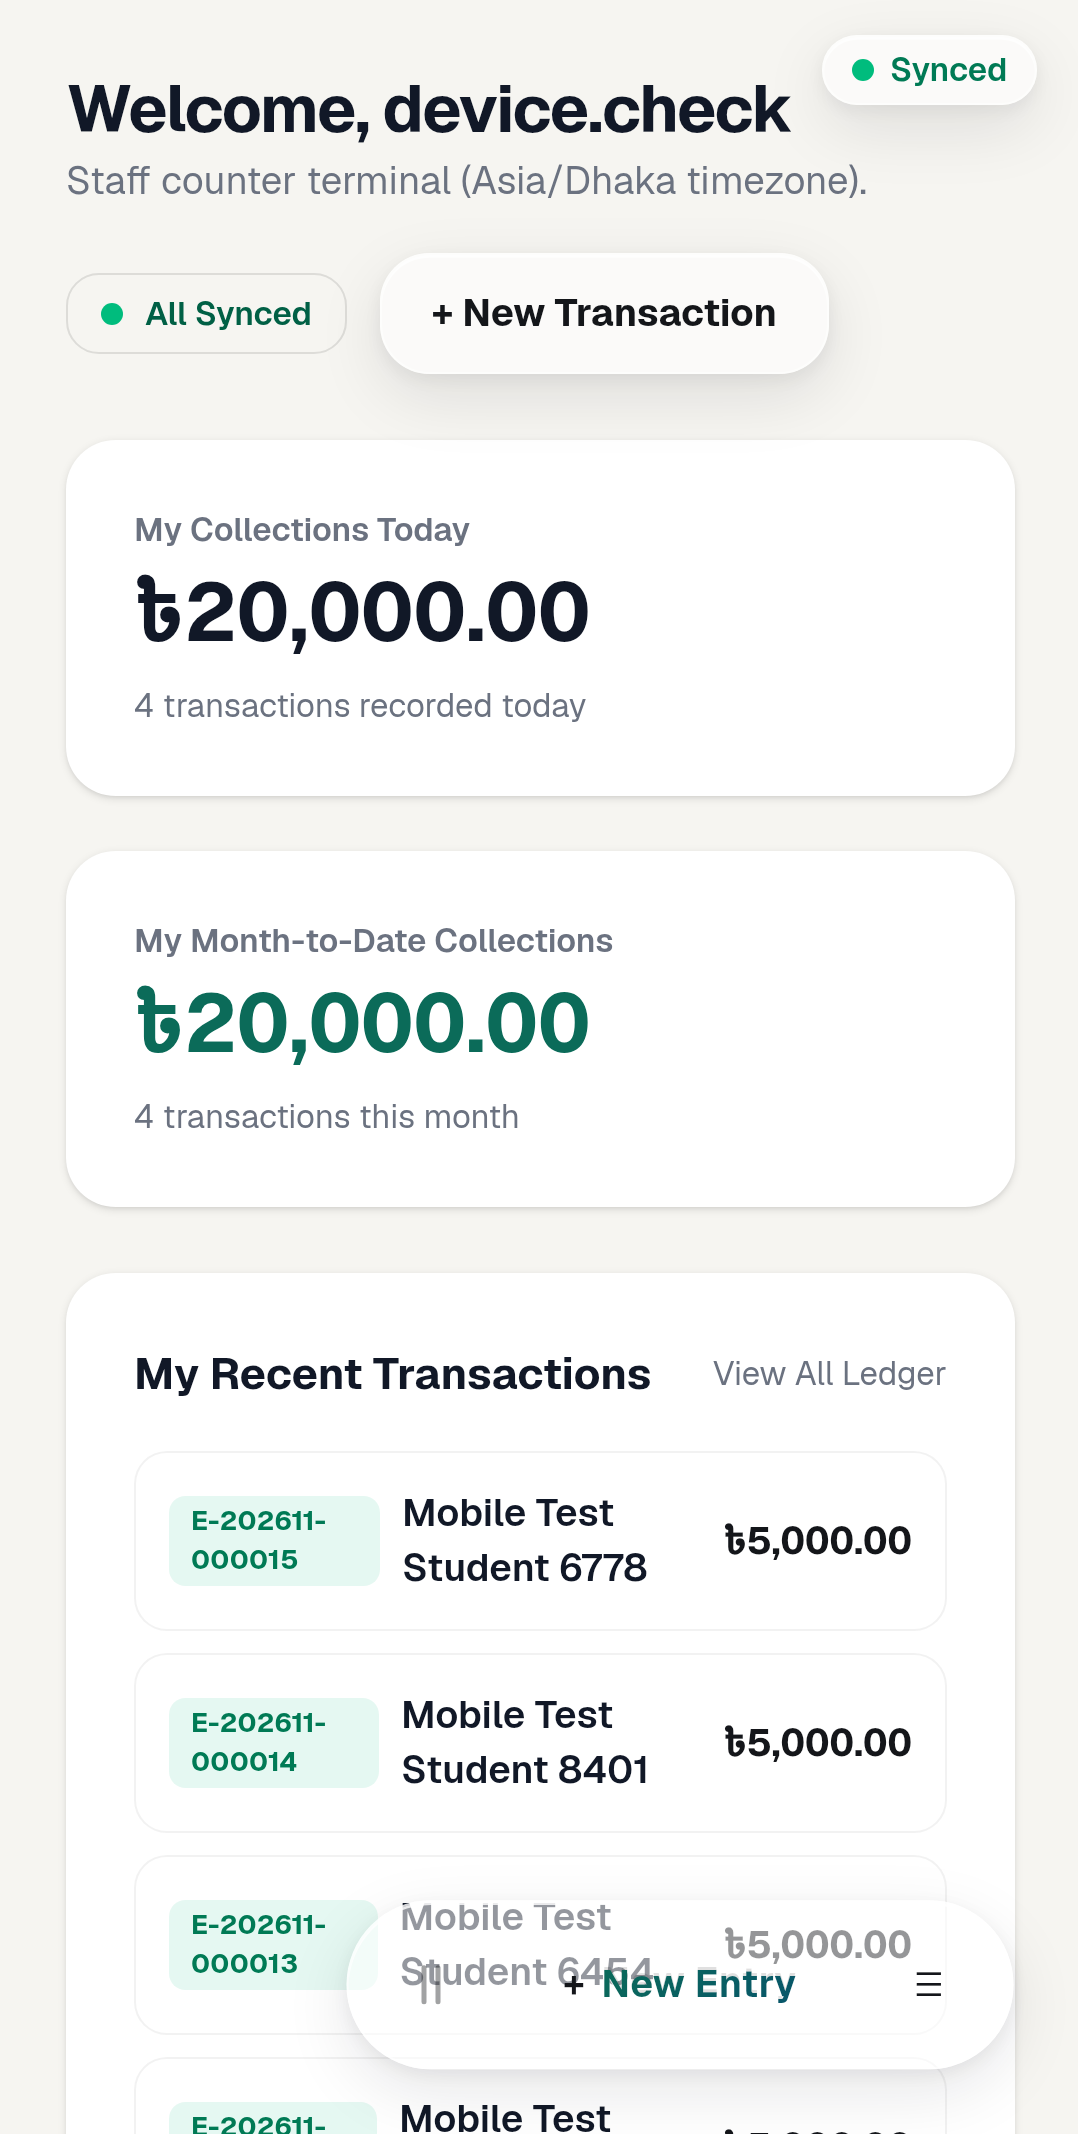 Synced
Welcome, device.check
Staff counter terminal (Asia/Dhaka timezone).
All Synced
+ New Transaction
My Collections Today
৳20,000.00
4 transactions recorded today
My Month-to-Date Collections
৳20,000.00
4 transactions this month
My Recent Transactions
View All Ledger
E-202611-
000015
Mobile Test
Student 6778
৳5,000.00
E-202611-
000014
Mobile Test
Student 8401
৳5,000.00
E-202611-
000013
Mobile Test
Student 6454
৳5,000.00
+ New Entry
E-202611-
Mobile Test